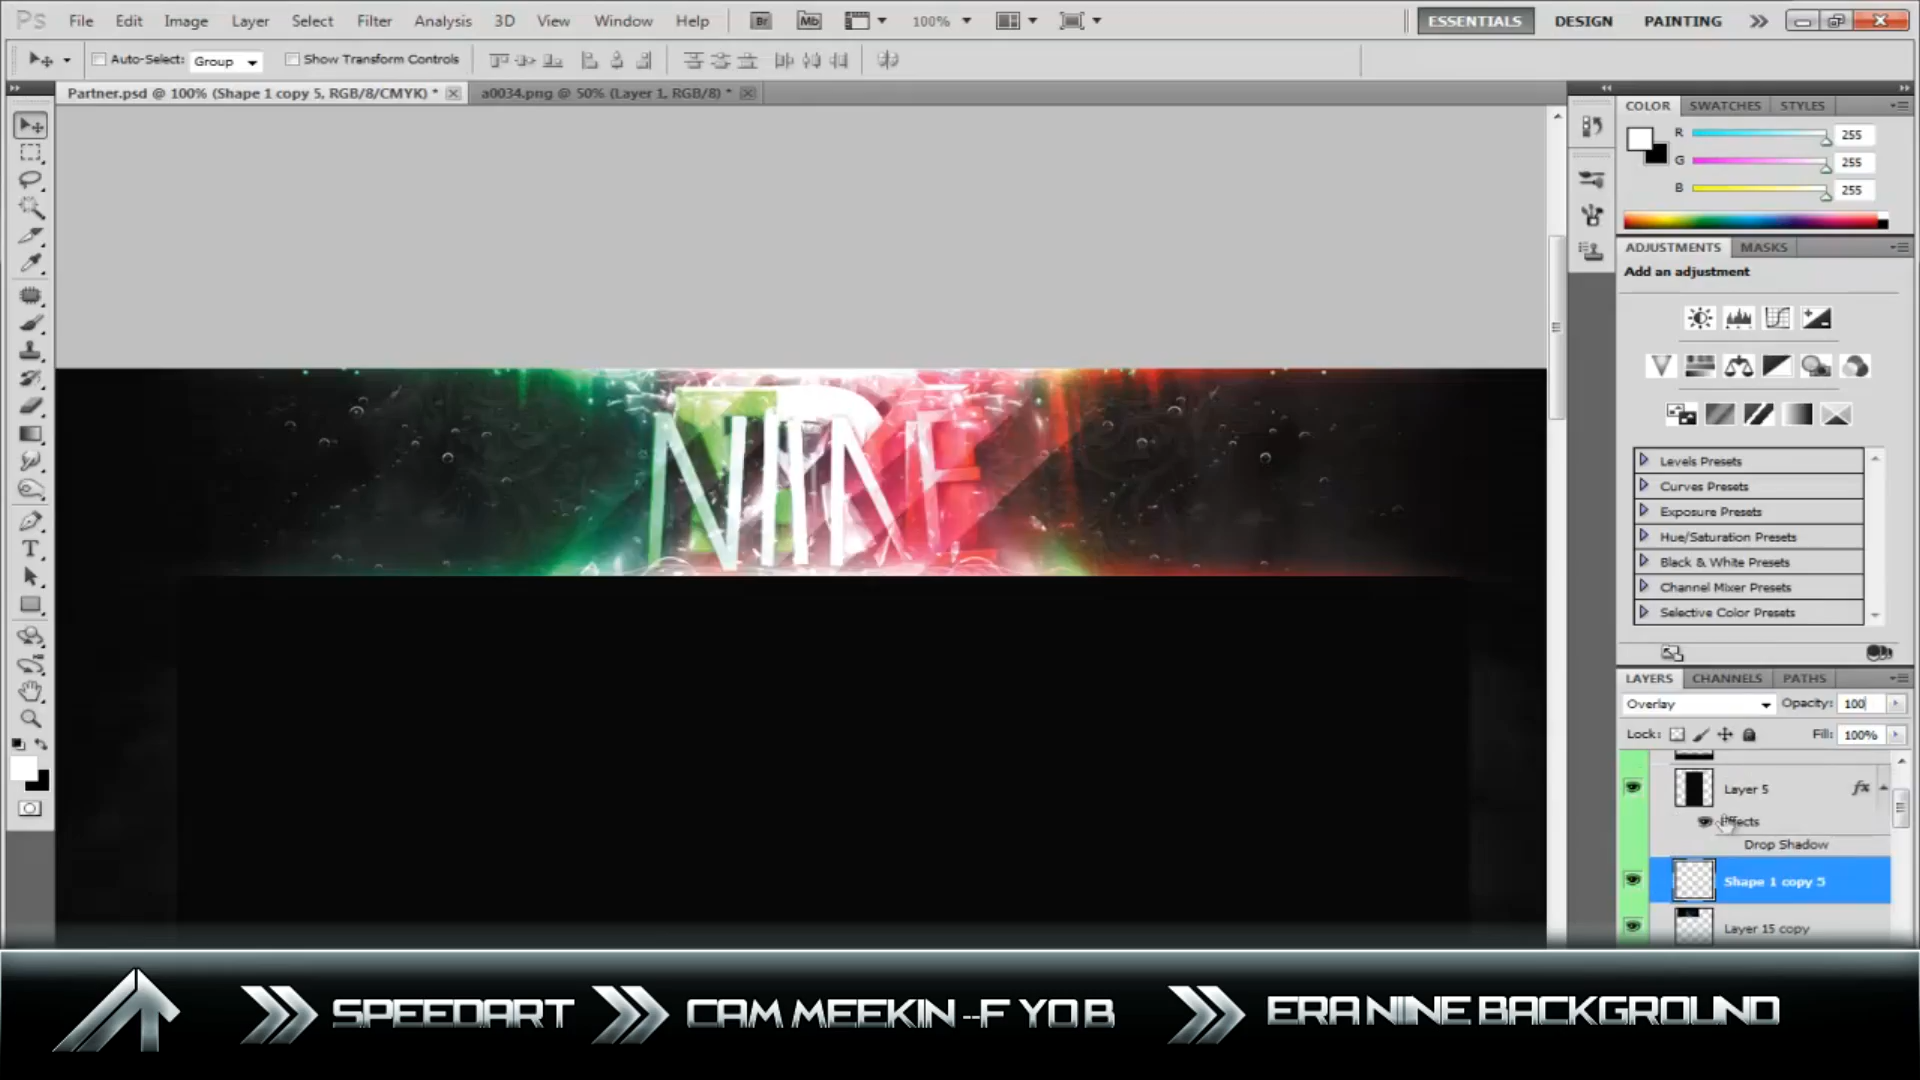 Ps File Edit Image Layer Select Filter Analysis 3D View Window Help Br Mb 100% ESSENTIALS DESIGN PAINTING
Auto-Select: Group Show Transform Controls
Partner.psd @ 100% (Shape 1 copy 5, RGB/8/CMYK) * a0034.png @ 50% (Layer 1, RGB/8) *
COLOR SWATCHES STYLES
R 255
G 255
B 255
ADJUSTMENTS MASKS
Add an adjustment
NINE
Levels Presets
Curves Presets
Exposure Presets
Hue/Saturation Presets
Black & White Presets
Channel Mixer Presets
Selective Color Presets
LAYERS CHANNELS PATHS
Overlay Opacity: 100
Lock: Fill: 100%
Layer 5 fx
Effects
Drop Shadow
Shape 1 copy 5
Layer 15 copy
SPEEDART CAM MEEKIN --F YO B ERA NINE BACKGROUND